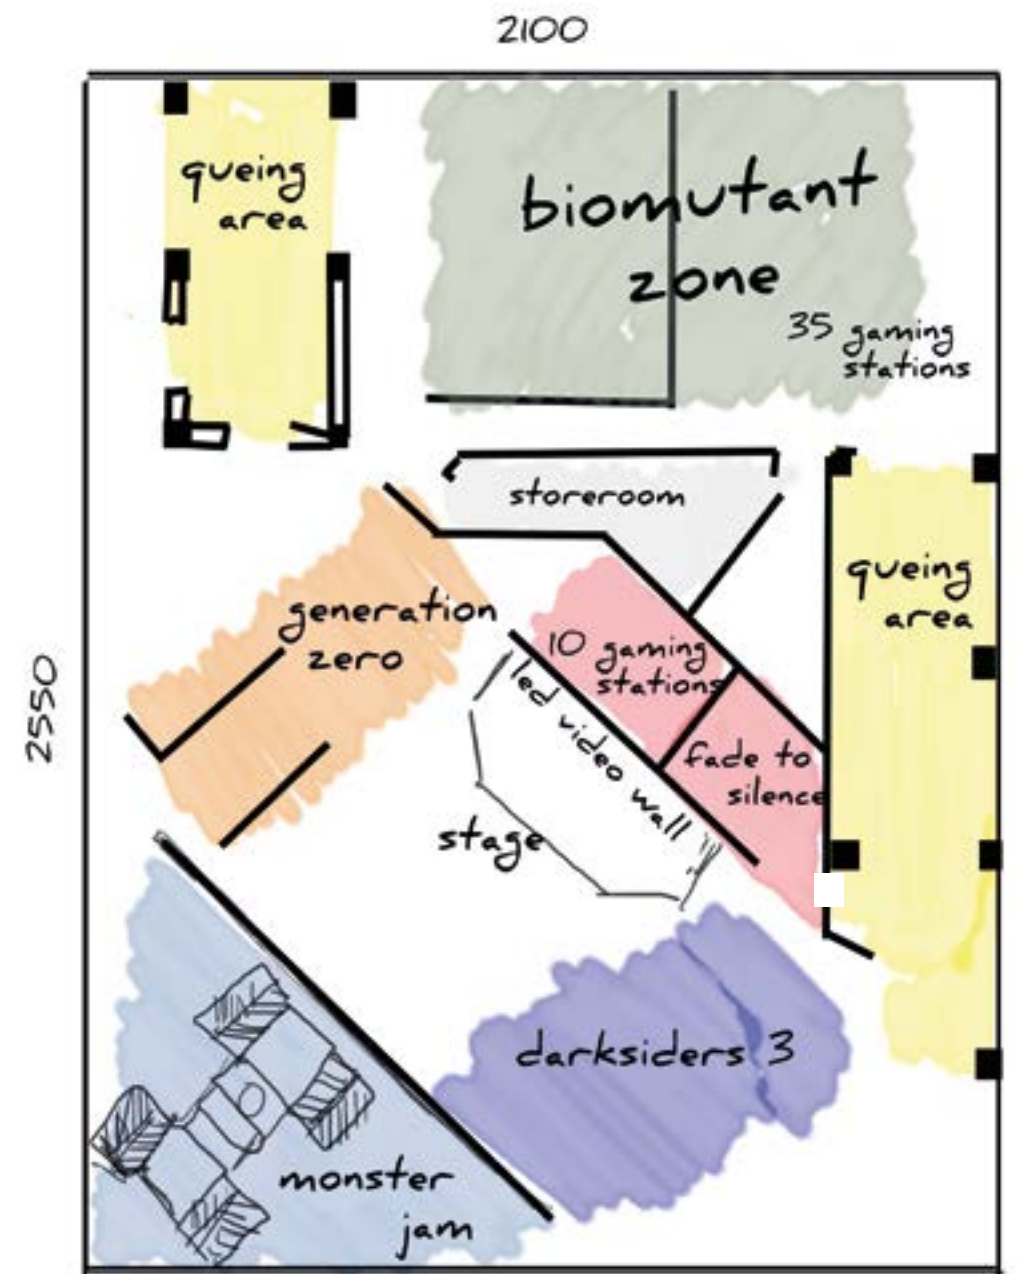 2100
queing
area
biomutant
zone
35 gaming
stations
storeroom
queing
area
generation
zero
10 gaming
stations
led video wall
fade to
silence
stage
2550
darksiders 3
monster
jam